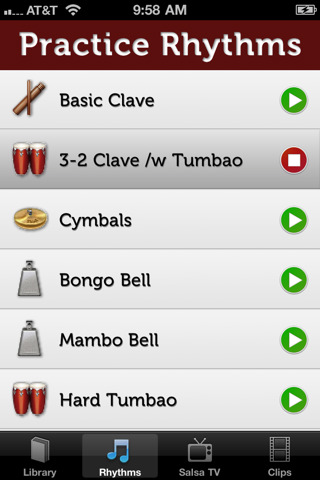 AT&T 9:58 AM
Practice Rhythms
Basic Clave
3-2 Clave /w Tumbao
Cymbals
Bongo Bell
Mambo Bell
Hard Tumbao
Library Rhythms Salsa TV Clips